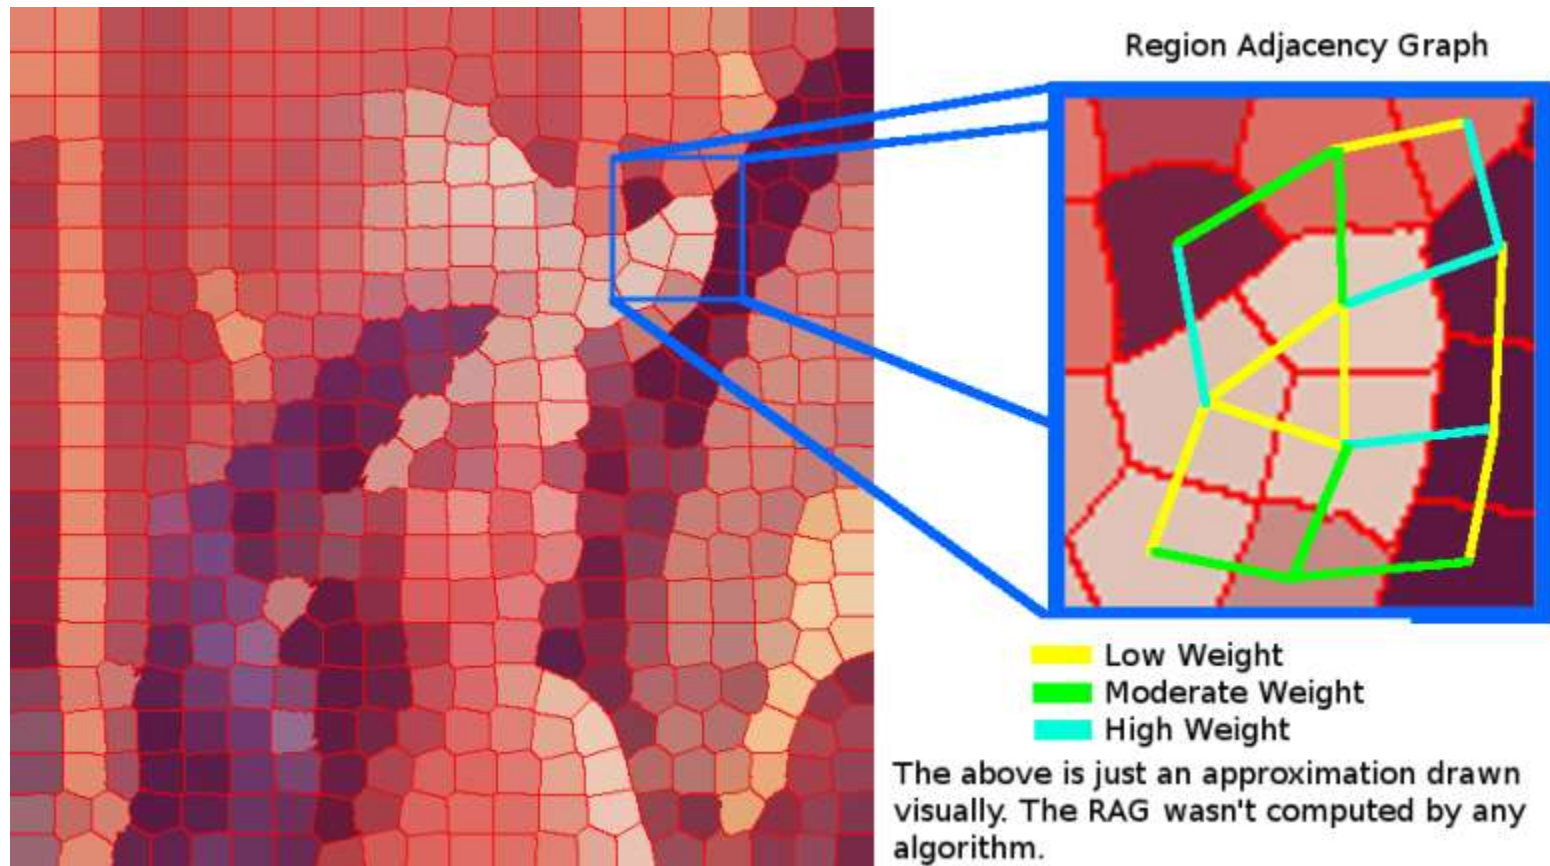 Region Adjacency Graph
Low Weight
Moderate Weight
High Weight
The above is just an approximation drawn
visually. The RAG wasn't computed by any
algorithm.